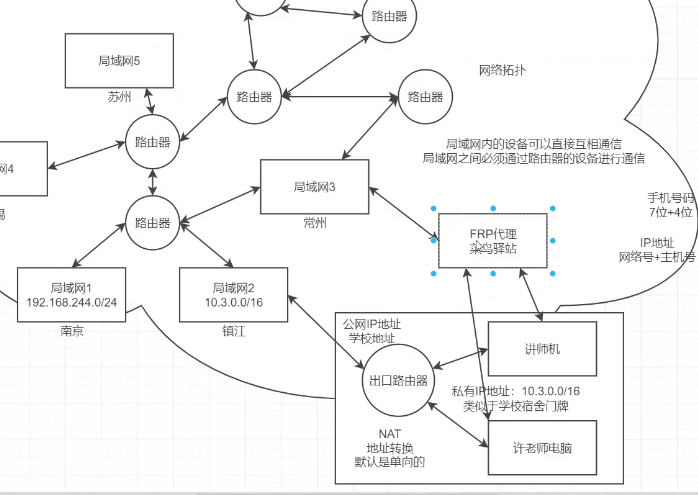 路由器
局域网5
苏州
路由器
路由器
网络拓扑
路由器
局域网内的设备可以直接互相通信
局域网之间必须通过路由器的设备进行通信
网4
局域网3
常州
手机号码
7位+4位
路由器
FRP代理
菜鸟驿站
IP地址
网络号+主机号
局域网1
192.168.244.0/24
南京
局域网2
10.3.0.0/16
镇江
公网IP地址
学校地址
讲师机
出口路由器
私有IP地址：10.3.0.0/16
类似于学校宿舍门牌
NAT
地址转换
默认是单向的
许老师电脑